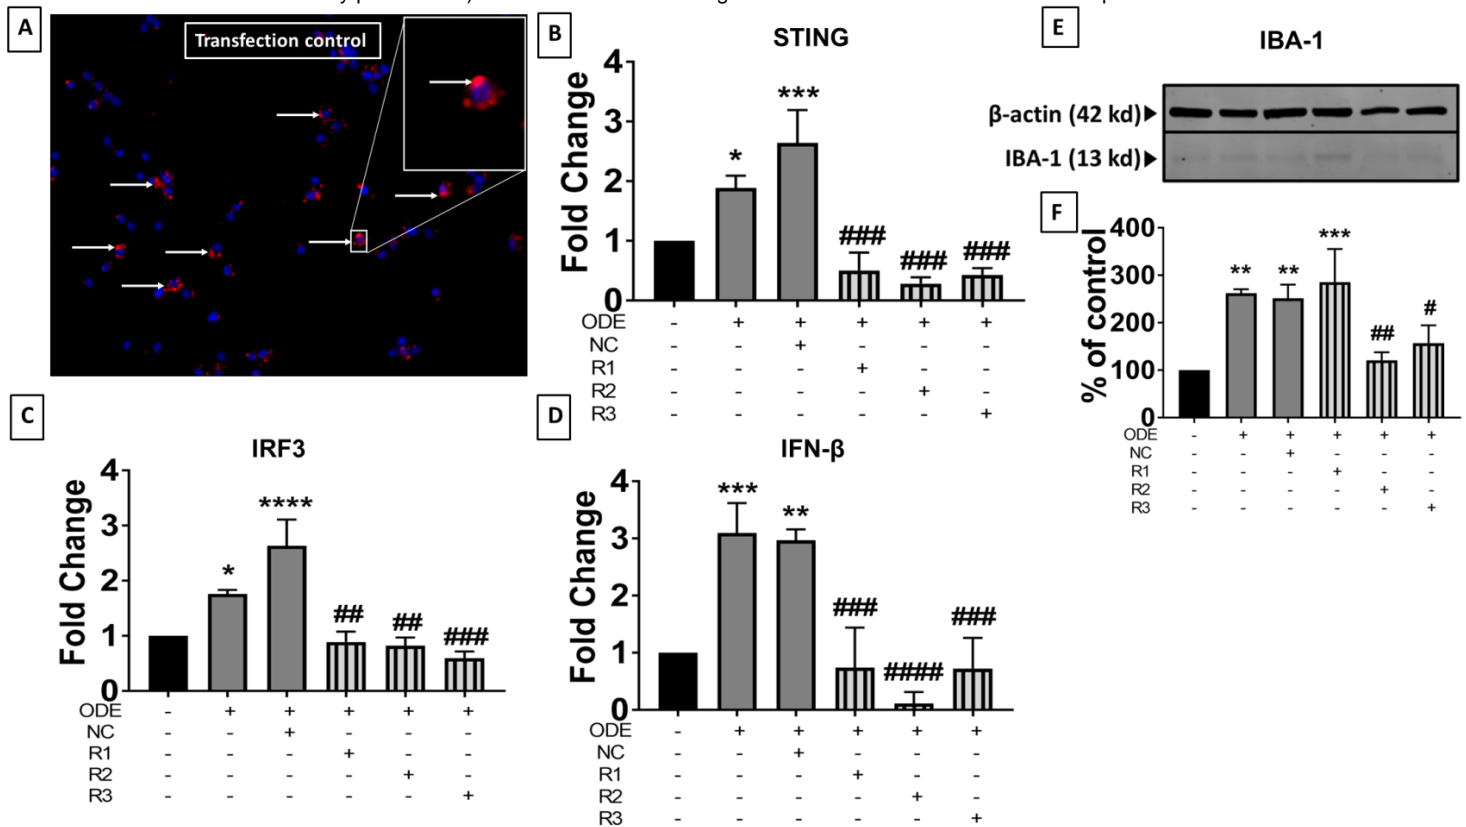 A
Transfection control
B
STING
Fold Change
4
3
2
1
0
*
***
###
###
###
ODE - + + + + +
NC - - + - - -
R1 - - - + - -
R2 - - - - + -
R3 - - - - - +
E
IBA-1
β-actin (42 kd)
IBA-1 (13 kd)
F
% of control
400
300
200
100
0
**
**
***
##
#
ODE - + + + + +
NC - - + - - -
R1 - - - + - -
R2 - - - - + -
R3 - - - - - +
C
IRF3
Fold Change
4
3
2
1
0
*
****
##
##
###
ODE - + + + + +
NC - - + - - -
R1 - - - + - -
R2 - - - - + -
R3 - - - - - +
D
IFN-β
Fold Change
4
3
2
1
0
***
**
###
####
###
ODE - + + + + +
NC - - + - - -
R1 - - - + - -
R2 - - - - + -
R3 - - - - - +